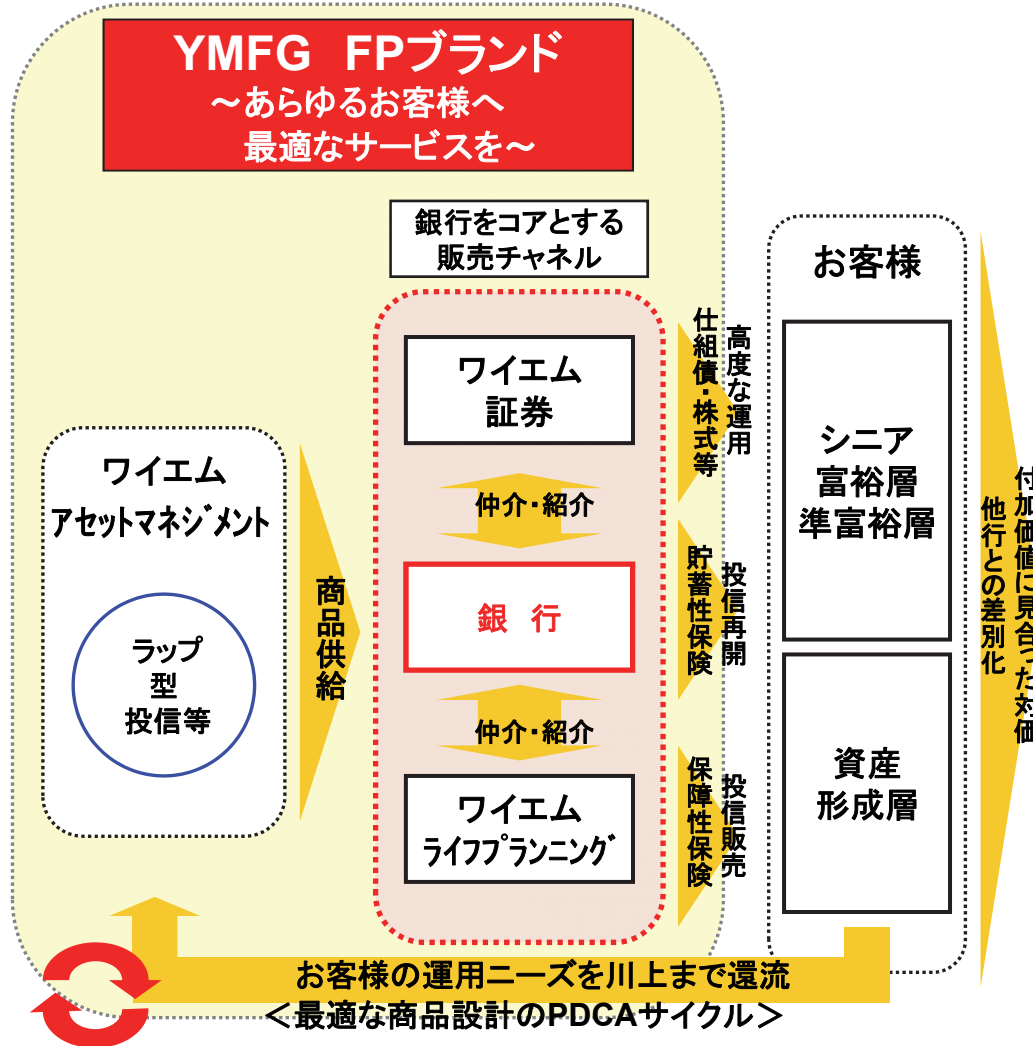 YMFG　FPブランド
～あらゆるお客様へ
最適なサービスを～
銀行をコアとする
販売チャネル
ワイエム
アセットマネジメント
ラップ
型
投信等
商品供給
ワイエム
証券
仲介・紹介
銀　行
仲介・紹介
ワイエム
ライフプランニング
高度な運用
仕組債・株式等
投信再開
貯蓄性保険
投信販売
保障性保険
お客様
シニア
富裕層
準富裕層
資産
形成層
付加価値に見合った対価
他行との差別化
お客様の運用ニーズを川上まで還流
＜最適な商品設計のPDCAサイクル＞